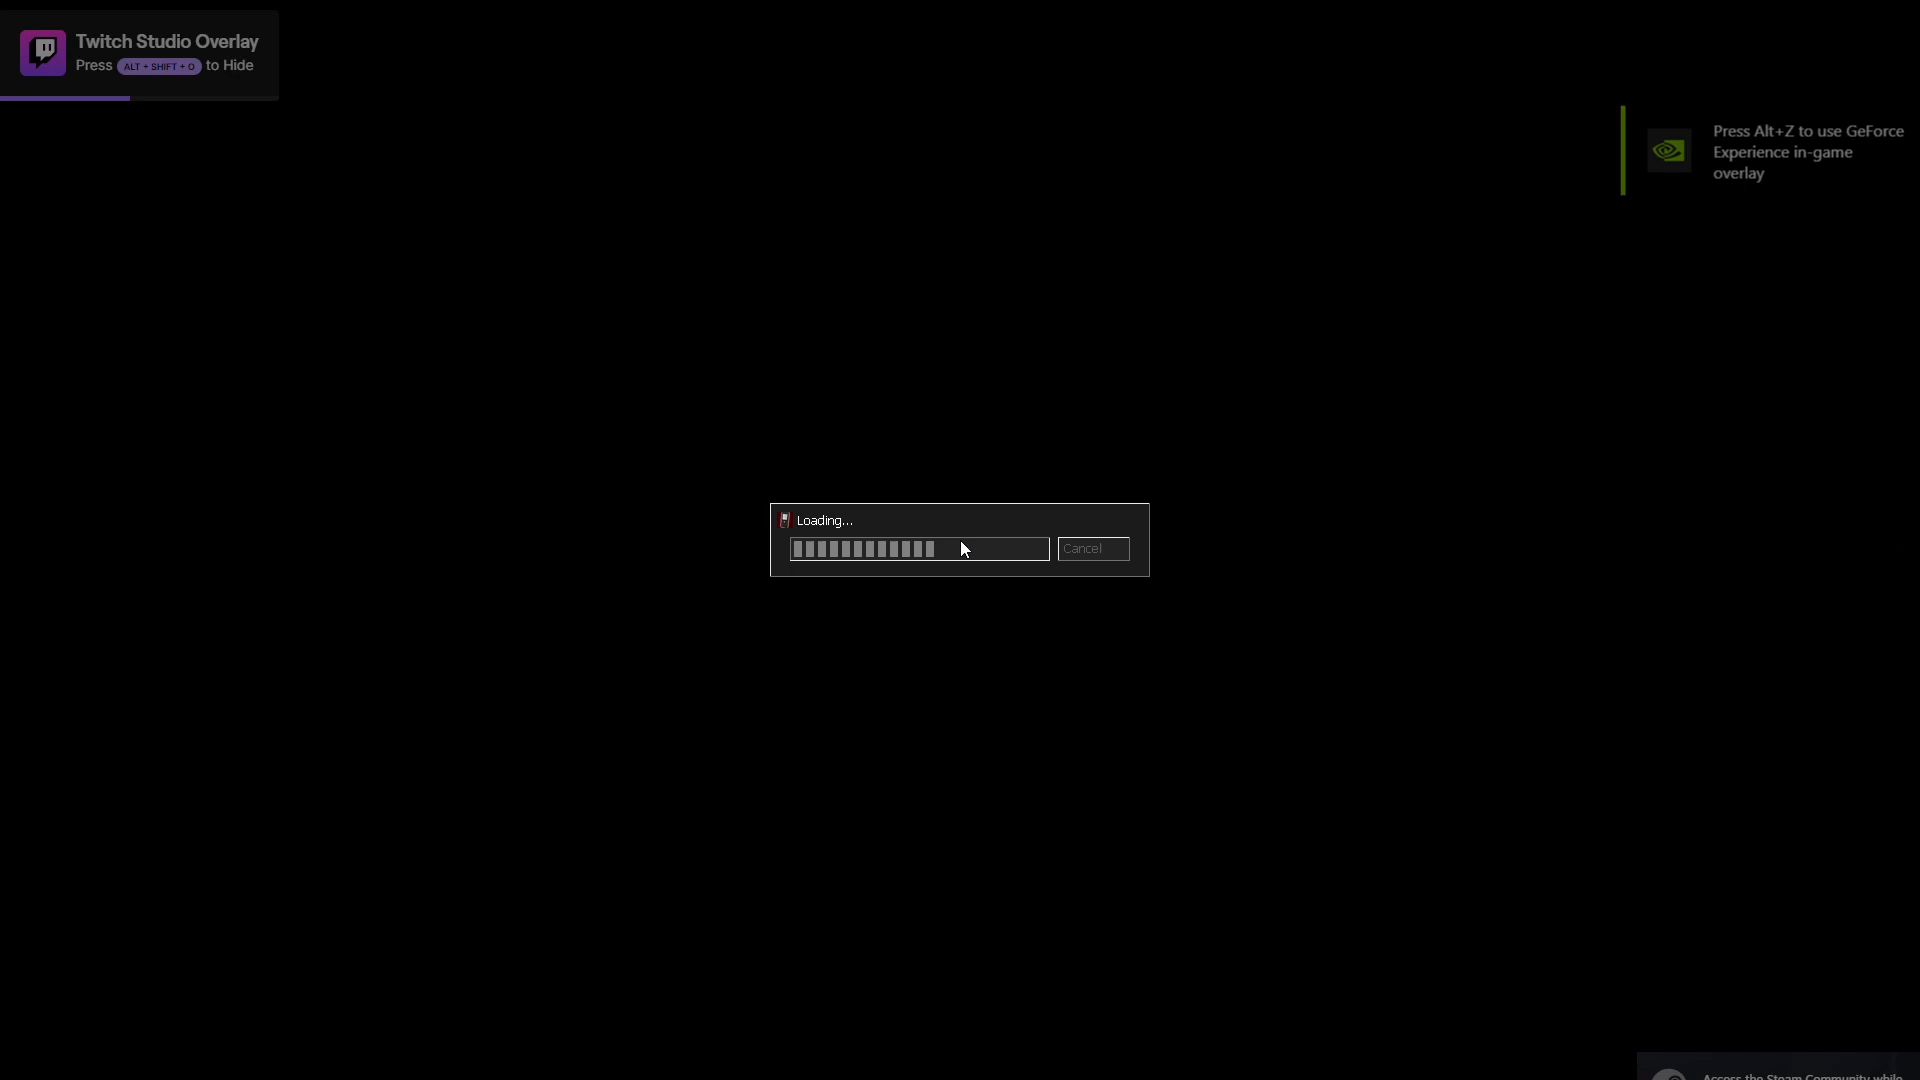 Twitch Studio Overlay
Press ALT + SHIFT + O to Hide
Press Alt+Z to use GeForce
Experience in-game
overlay
Loading...
Cancel
Access the Steam Community while